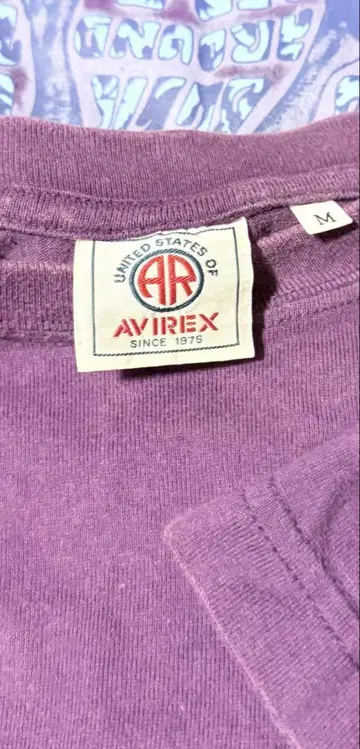 UNITED STATES OF
AR
AVIREX
SINCE 1975
M